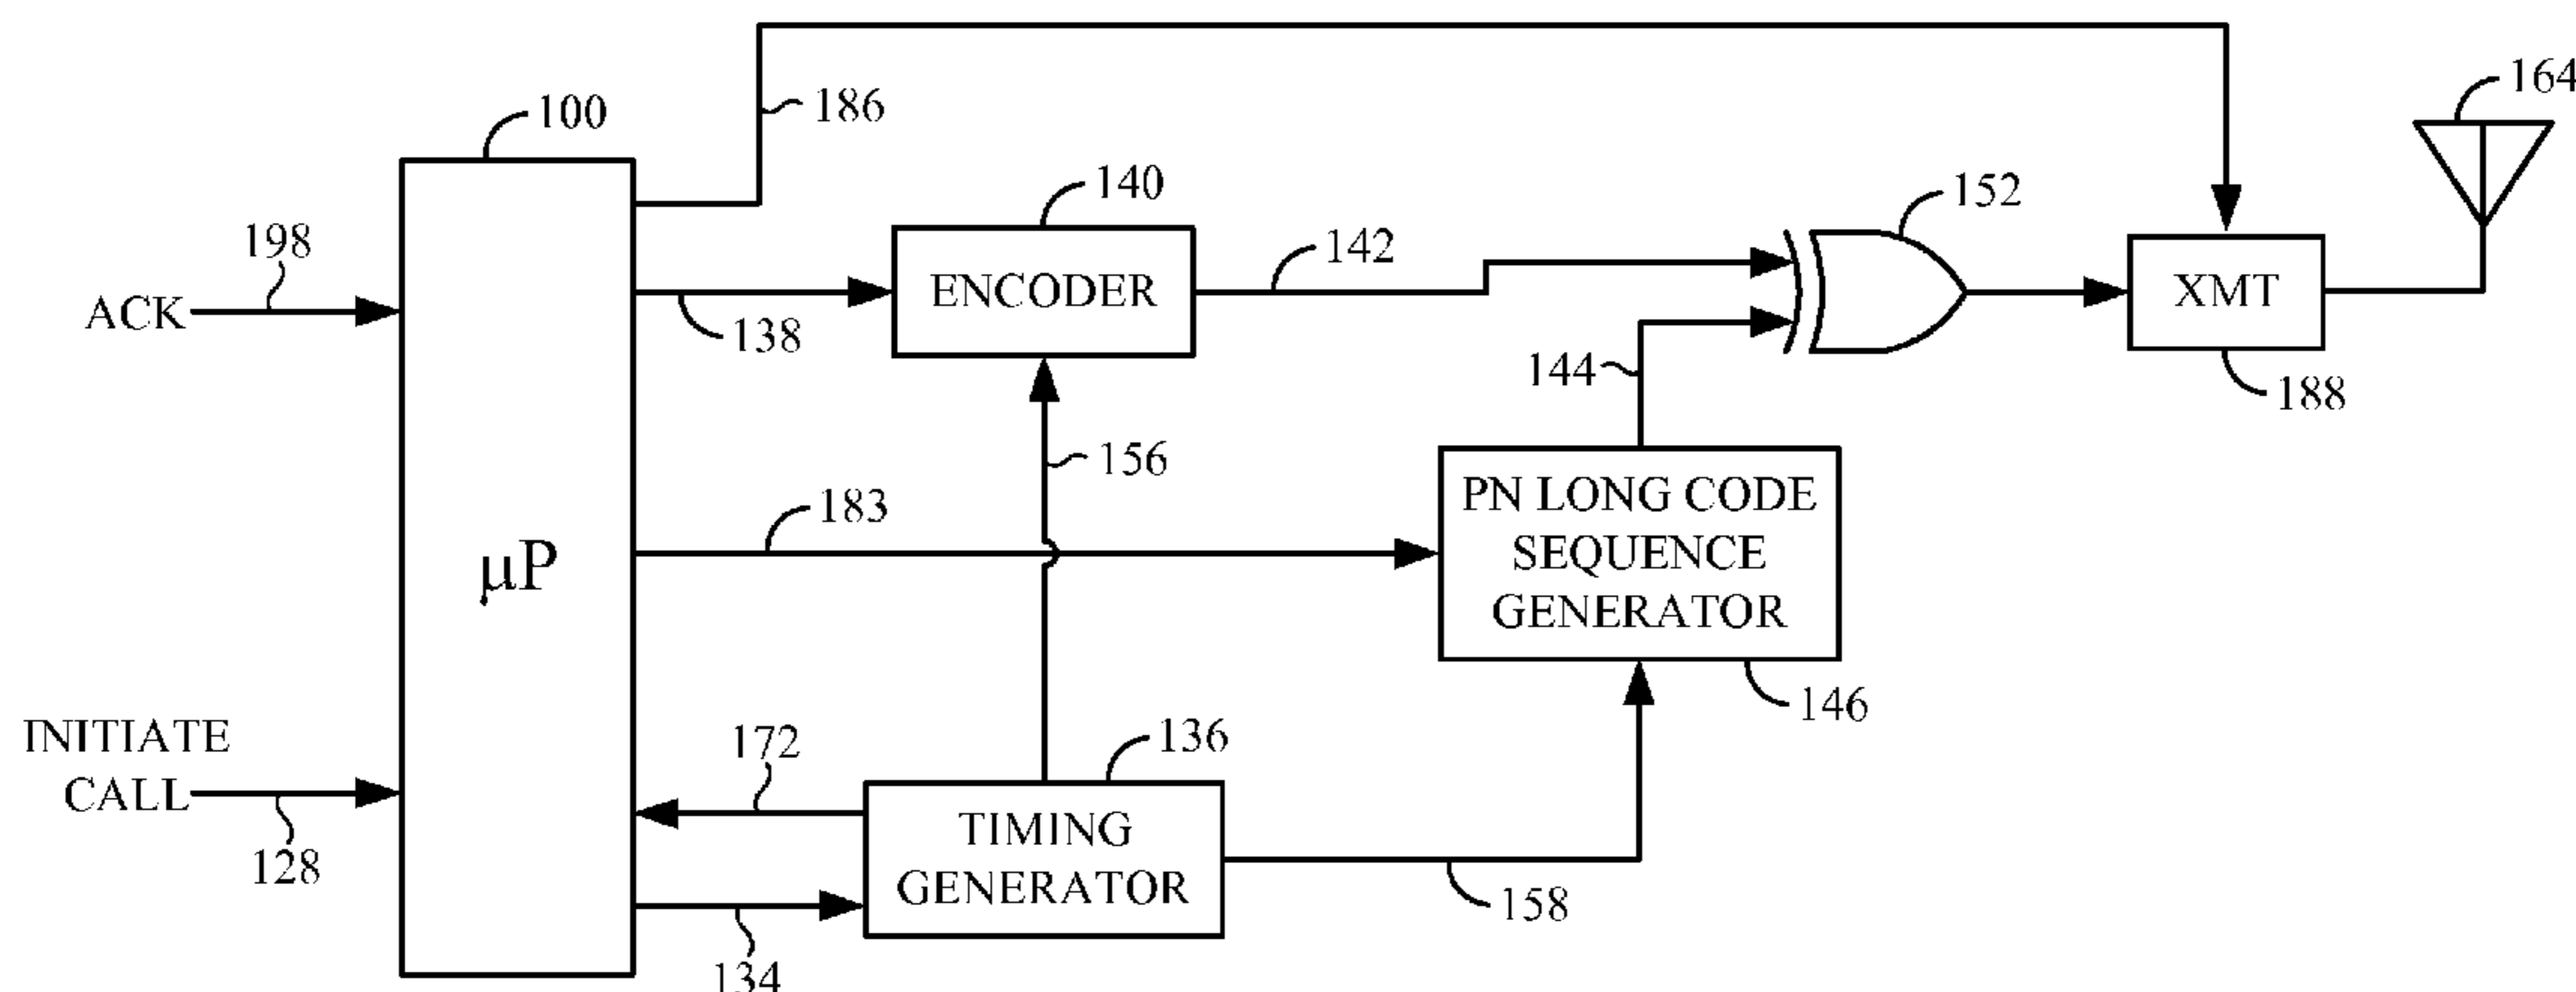 164
186
100
140
152
198
142
ENCODER
XMT
ACK
138
144
188
156
183
PN LONG CODE
SEQUENCE
GENERATOR
μP
146
INITIATE
CALL
172
136
TIMING
GENERATOR
128
158
134